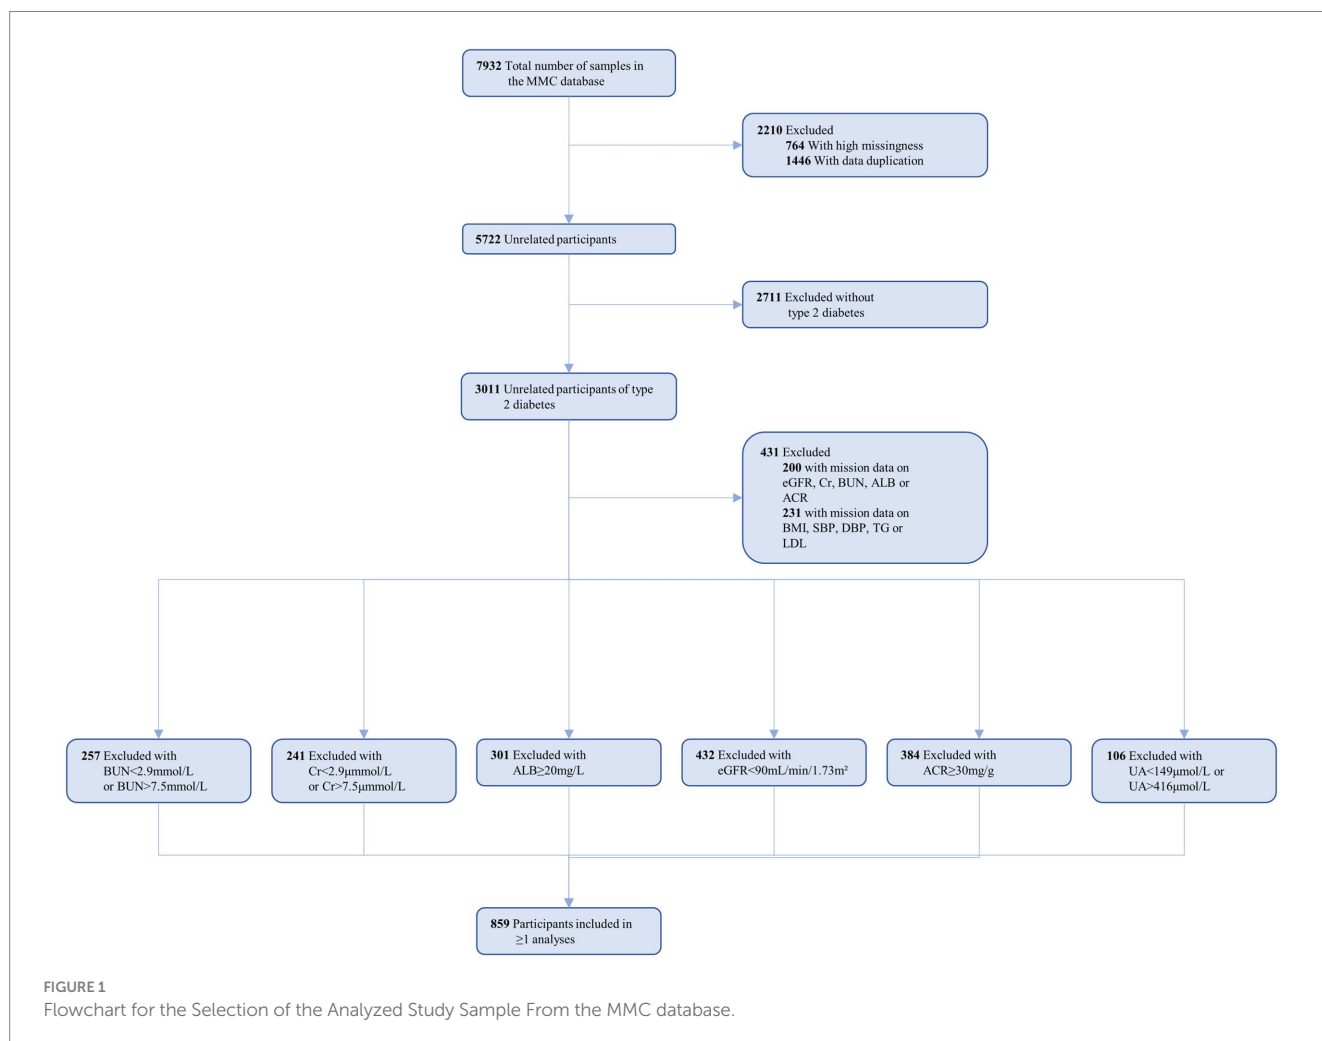 7932 Total number of samples in
the MMC database
2210 Excluded
764 With high missingness
1446 With data duplication
5722 Unrelated participants
2711 Excluded without
type 2 diabetes
3011 Unrelated participants of type
2 diabetes
431 Excluded
200 with mission data on
eGFR, Cr, BUN, ALB or
ACR
231 with mission data on
BMI, SBP, DBP, TG or
LDL
257 Excluded with
BUN<2.9mmol/L
or BUN>7.5mmol/L
241 Excluded with
Cr<2.9μmmol/L
or Cr>7.5μmmol/L
301 Excluded with
ALB≥20mg/L
432 Excluded with
eGFR<90mL/min/1.73m²
384 Excluded with
ACR≥30mg/g
106 Excluded with
UA<149μmol/L or
UA>416μmol/L
859 Participants included in
≥1 analyses
FIGURE 1
Flowchart for the Selection of the Analyzed Study Sample From the MMC database.